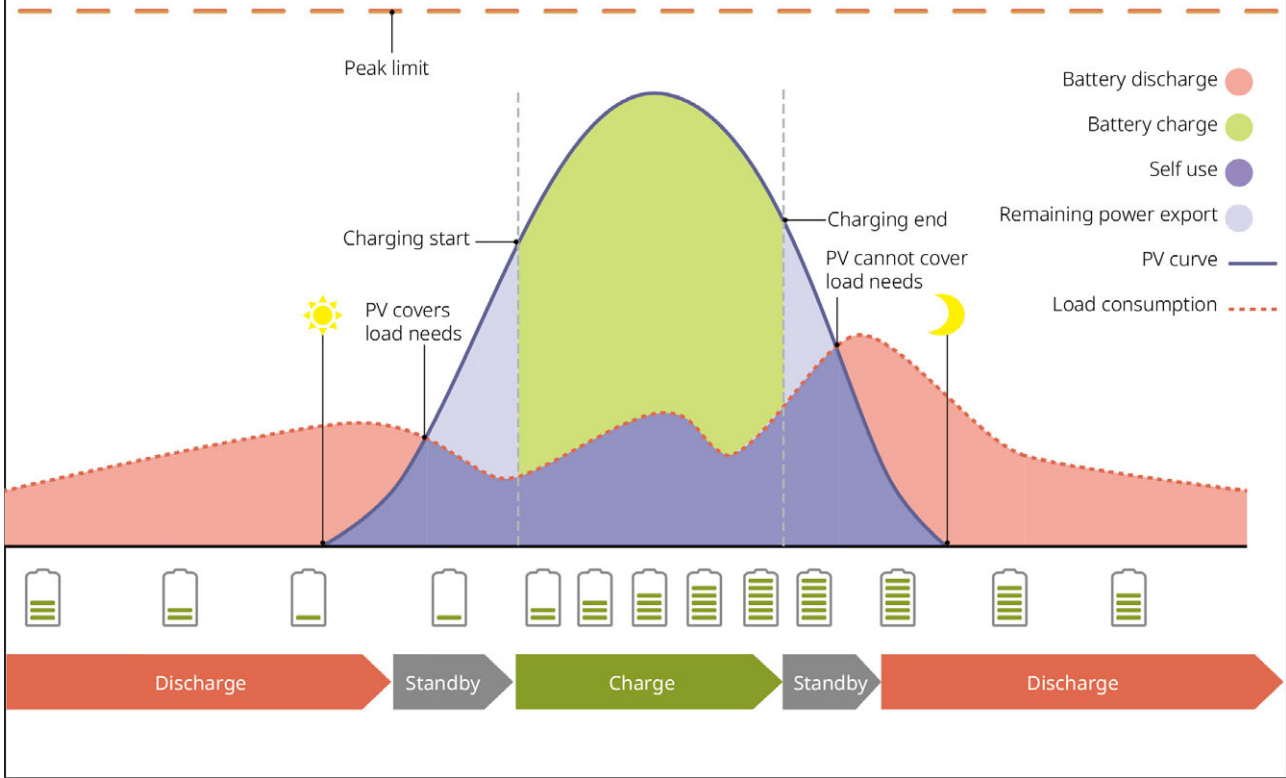 Peak limit
Battery discharge
Battery charge
Self use
Remaining power export
PV curve
Load consumption
Charging start
Charging end
PV covers
load needs
PV cannot cover
load needs
Discharge
Standby
Charge
Standby
Discharge